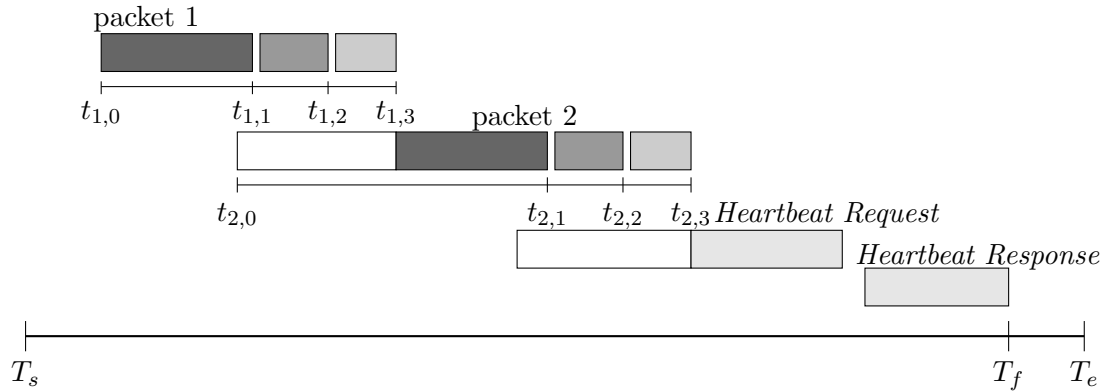 packet 1
t1,0 t1,1 t1,2 t1,3
packet 2
t2,0 t2,1 t2,2 t2,3 Heartbeat Request
Heartbeat Response
Ts Tf Te